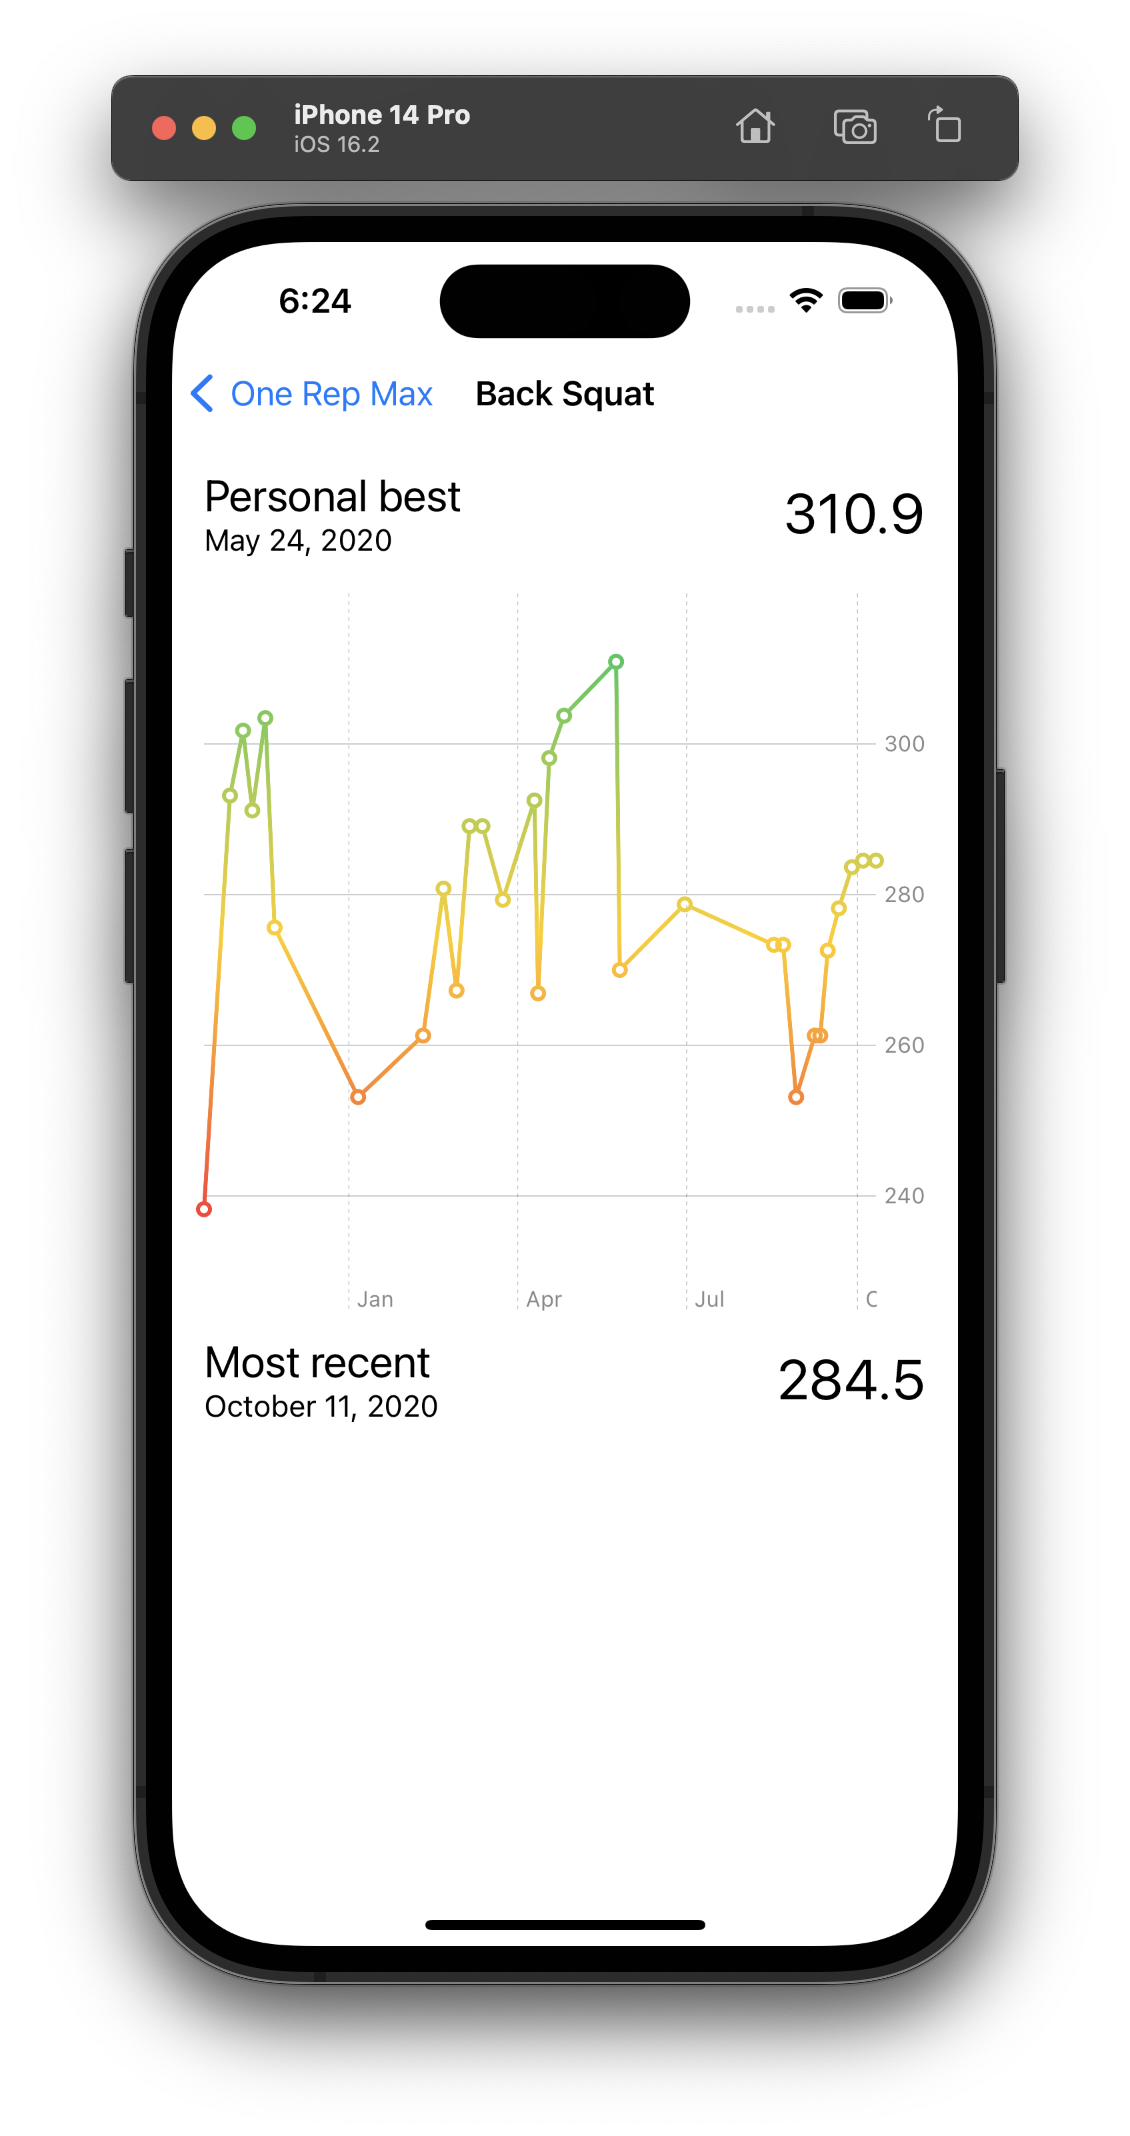 iPhone 14 Pro
iOS 16.2
6:24
One Rep Max Back Squat
Personal best
May 24, 2020
310.9
300
280
260
240
Jan Apr Jul
Most recent
October 11, 2020
284.5